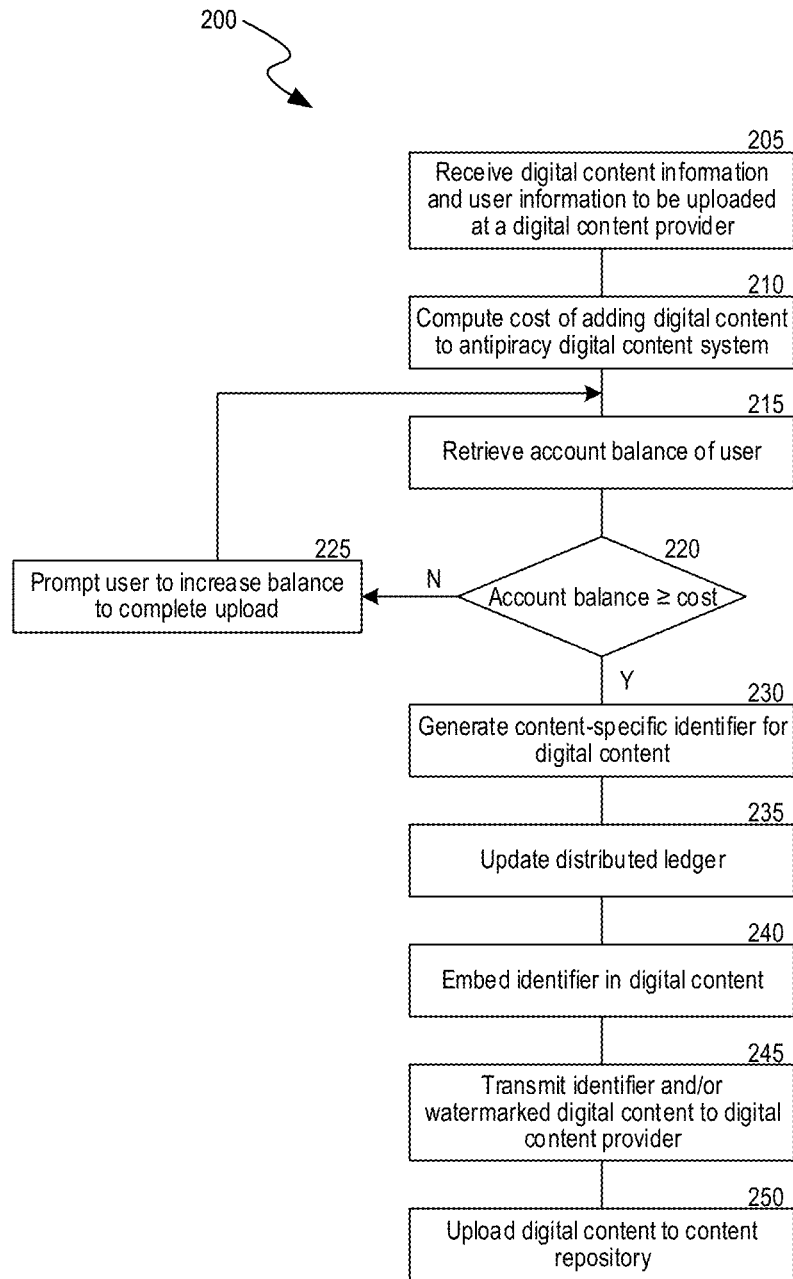 200
205
Receive digital content information
and user information to be uploaded
at a digital content provider
210
Compute cost of adding digital content
to antipiracy digital content system
215
Retrieve account balance of user
225
Prompt user to increase balance
to complete upload
N
220
Account balance ≥ cost
Y
230
Generate content-specific identifier for
digital content
235
Update distributed ledger
240
Embed identifier in digital content
245
Transmit identifier and/or
watermarked digital content to digital
content provider
250
Upload digital content to content
repository